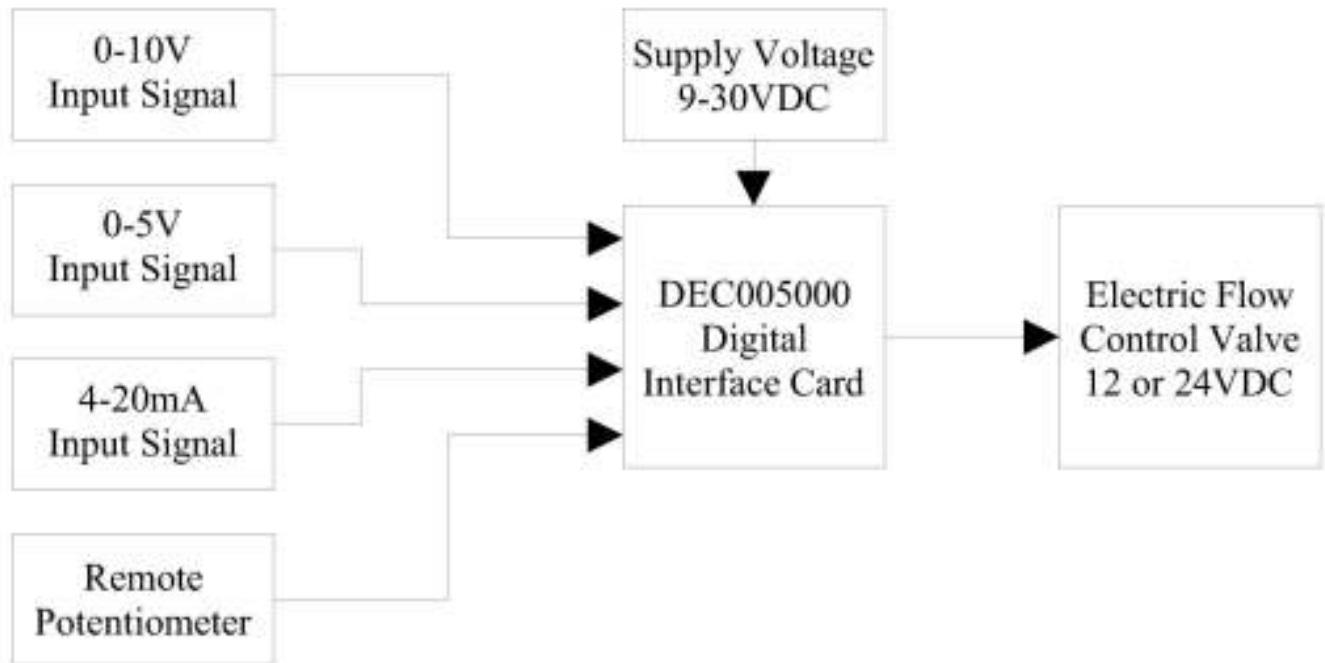 0-10V
Input Signal
Supply Voltage
9-30VDC
0-5V
Input Signal
DEC005000
Digital
Interface Card
Electric Flow
Control Valve
12 or 24VDC
4-20mA
Input Signal
Remote
Potentiometer